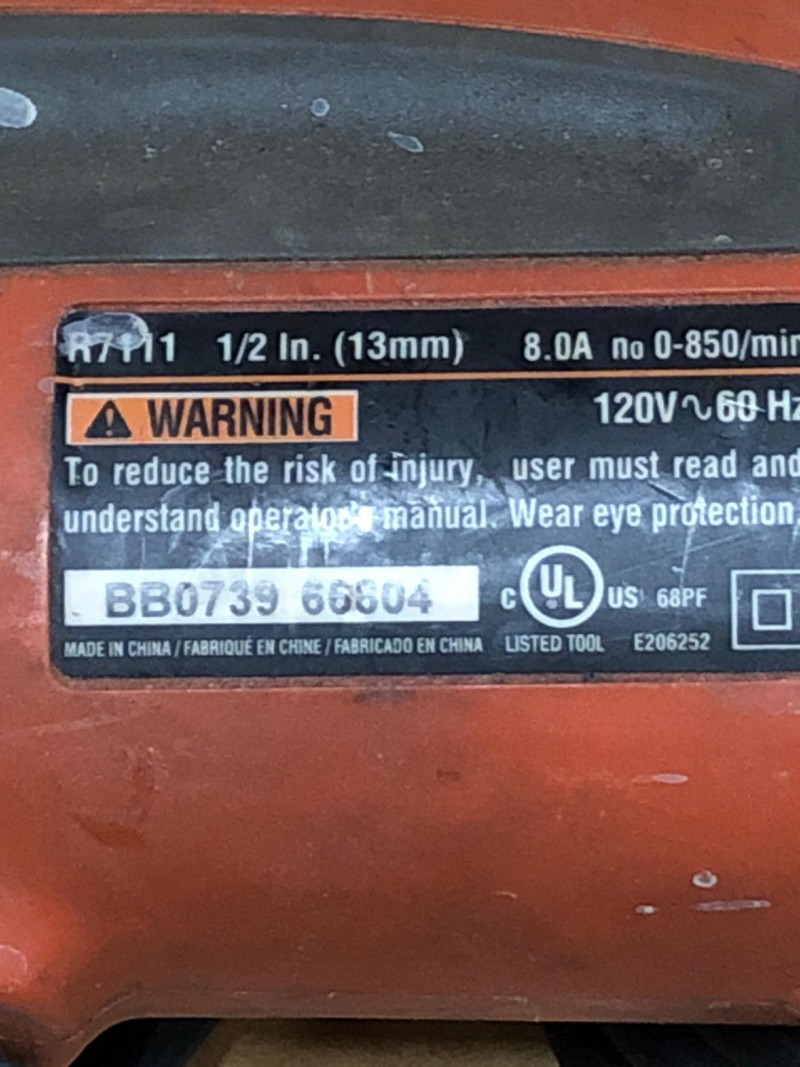 R7111 1/2 In. (13mm) 8.0A no 0-850/min
WARNING 120V~60 Hz
To reduce the risk of injury, user must read and
understand operator's manual. Wear eye protection.
BB0739 66804 C UL US 68PF
MADE IN CHINA / FABRIQUÉ EN CHINE / FABRICADO EN CHINA LISTED TOOL E206252